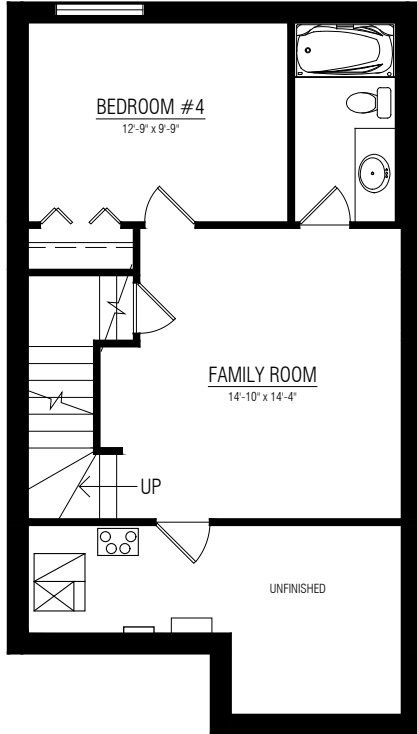 BEDROOM #4
12'-9" x 9'-9"
FAMILY ROOM
14'-10" x 14'-4"
UP
UNFINISHED